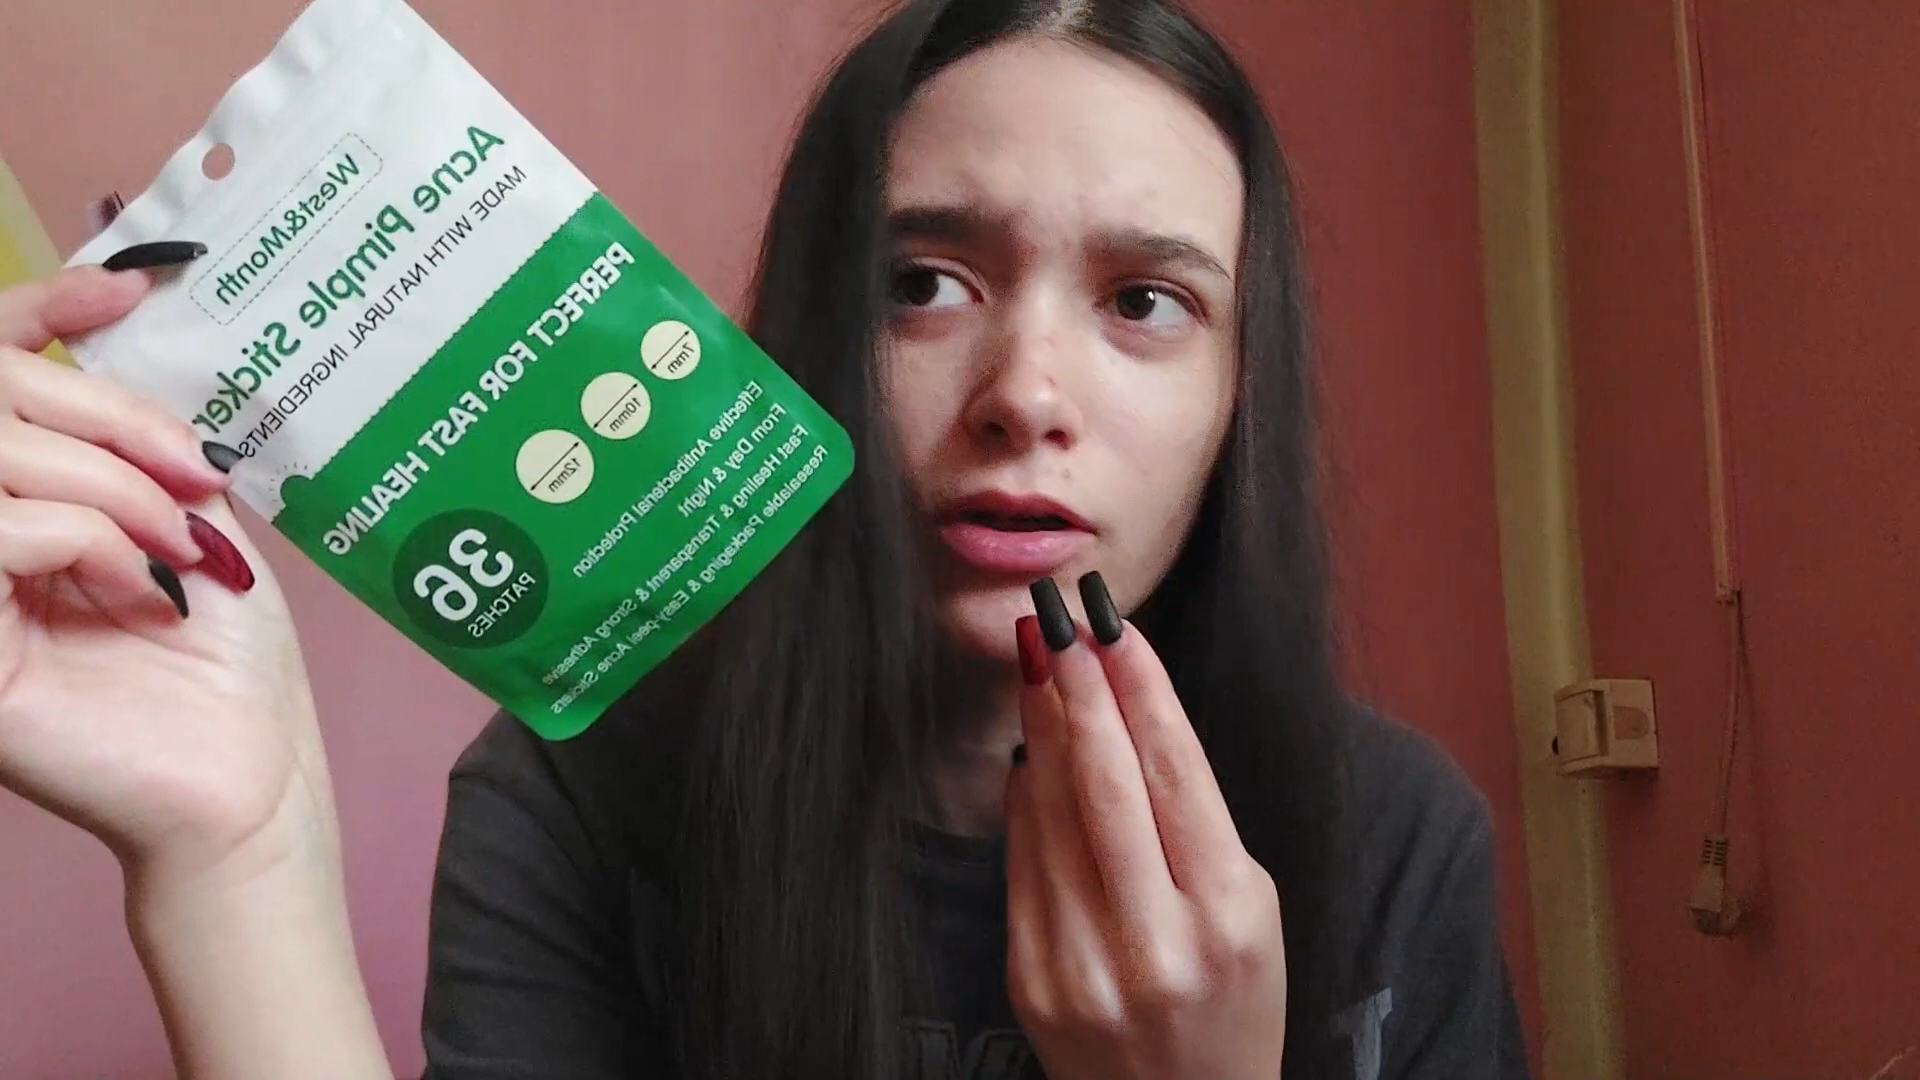 West&Month
Acne Pimple Sticker
MADE WITH NATURAL INGREDIENTS
PERFECT FOR FAST HEALING
7mm
10mm
12mm
36
PATCHES
Effective Antibacterial Protection
From Day & Night
Fast Healing & Transparent & Strong Adhesive
Resealable Packaging & Easy-peel Acne Stickers